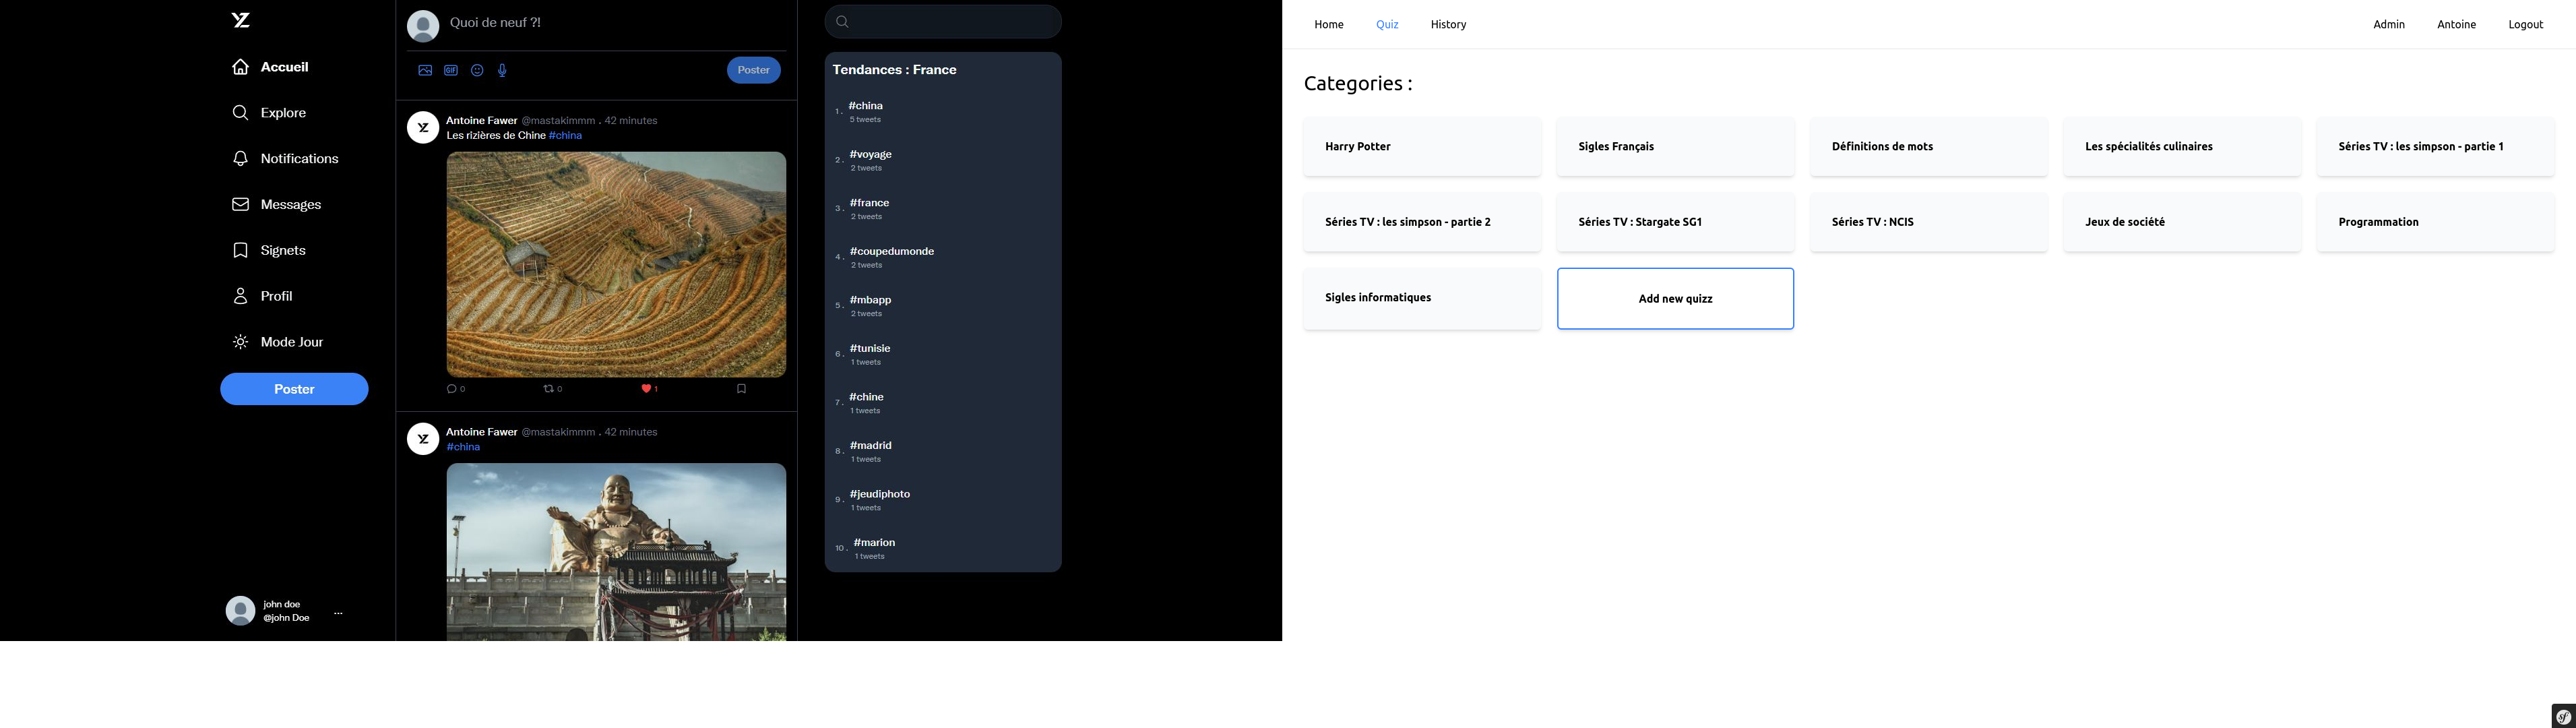 YZ
Accueil
Explore
Notifications
Messages
Signets
Profil
Mode Jour
Poster
john doe
@john Doe
...
Quoi de neuf ?!
GIF
Poster
Antoine Fawer @mastakimmm . 42 minutes
Les rizières de Chine #china
0
0
1
Antoine Fawer @mastakimmm . 42 minutes
#china
Tendances : France
1 . #china
5 tweets
2 . #voyage
2 tweets
3 . #france
2 tweets
4 . #coupedumonde
2 tweets
5 . #mbapp
2 tweets
6 . #tunisie
1 tweets
7 . #chine
1 tweets
8 . #madrid
1 tweets
9 . #jeudiphoto
1 tweets
10 . #marion
1 tweets
Home Quiz History Admin Antoine Logout
Categories :
Harry Potter
Sigles Français
Définitions de mots
Les spécialités culinaires
Séries TV : les simpson - partie 1
Séries TV : les simpson - partie 2
Séries TV : Stargate SG1
Séries TV : NCIS
Jeux de société
Programmation
Sigles informatiques
Add new quizz
sf